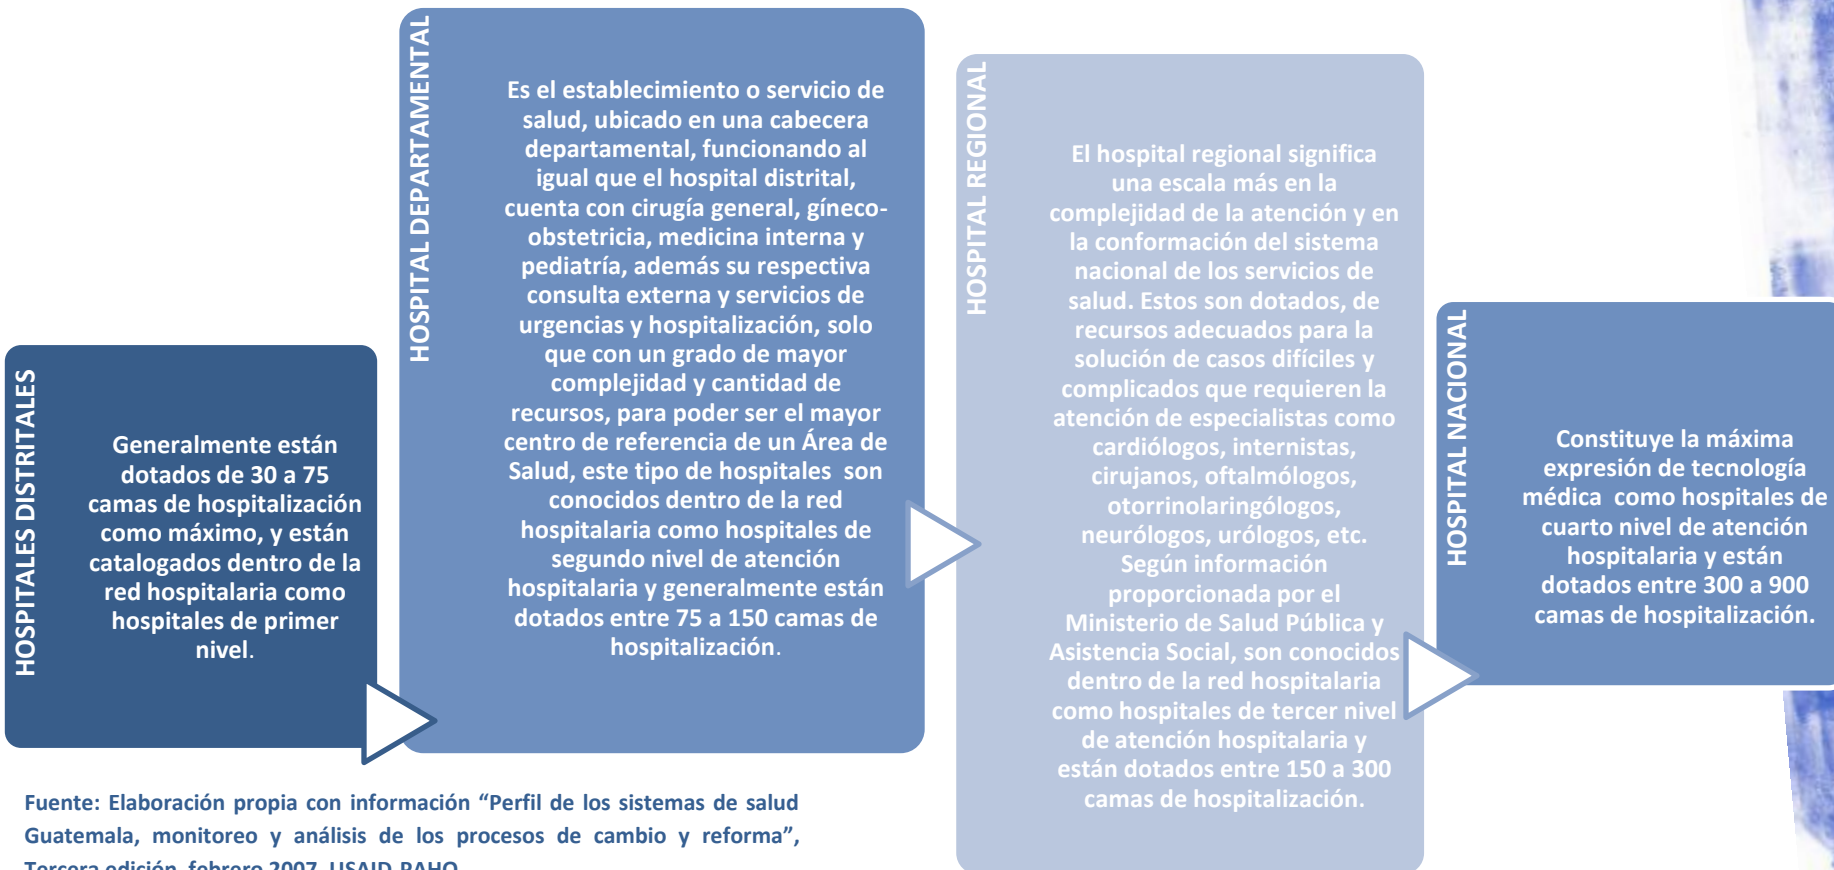 HOSPITALES DISTRITALES
Generalmente están
dotados de 30 a 75
camas de hospitalización
como máximo, y están
catalogados dentro de la
red hospitalaria como
hospitales de primer
nivel.
HOSPITAL DEPARTAMENTAL
Es el establecimiento o servicio de
salud, ubicado en una cabecera
departamental, funcionando al
igual que el hospital distrital,
cuenta con cirugía general, gíneco-
obstetricia, medicina interna y
pediatría, además su respectiva
consulta externa y servicios de
urgencias y hospitalización, solo
que con un grado de mayor
complejidad y cantidad de
recursos, para poder ser el mayor
centro de referencia de un Área de
Salud, este tipo de hospitales son
conocidos dentro de la red
hospitalaria como hospitales de
segundo nivel de atención
hospitalaria y generalmente están
dotados entre 75 a 150 camas de
hospitalización.
HOSPITAL REGIONAL
El hospital regional significa
una escala más en la
complejidad de la atención y en
la conformación del sistema
nacional de los servicios de
salud. Estos son dotados, de
recursos adecuados para la
solución de casos difíciles y
complicados que requieren la
atención de especialistas como
cardiólogos, internistas,
cirujanos, oftalmólogos,
otorrinolaringólogos,
neurólogos, urólogos, etc.
Según información
proporcionada por el
Ministerio de Salud Pública y
Asistencia Social, son conocidos
dentro de la red hospitalaria
como hospitales de tercer nivel
de atención hospitalaria y
están dotados entre 150 a 300
camas de hospitalización.
HOSPITAL NACIONAL
Constituye la máxima
expresión de tecnología
médica como hospitales de
cuarto nivel de atención
hospitalaria y están
dotados entre 300 a 900
camas de hospitalización.
Fuente: Elaboración propia con información “Perfil de los sistemas de salud
Guatemala, monitoreo y análisis de los procesos de cambio y reforma”,
Tercera edición, febrero 2007, USAID-PAHO